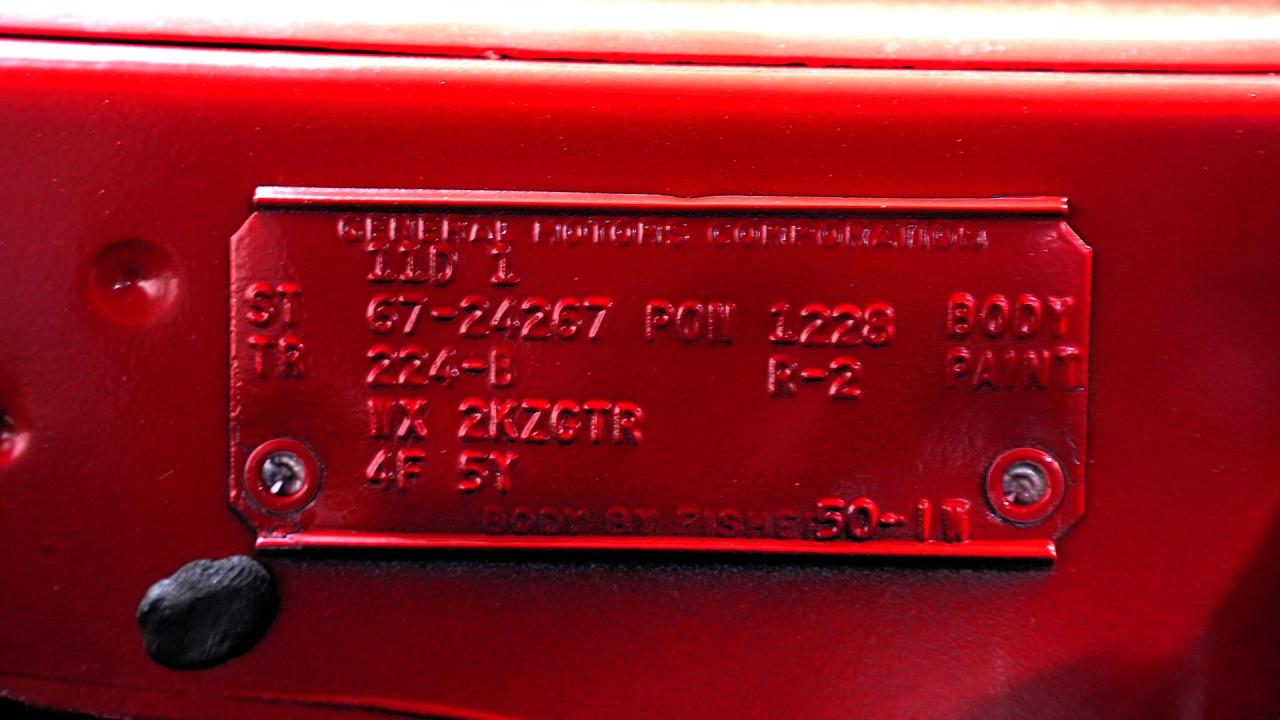 GENERAL MOTORS CORPORATION
11D 1
ST 67-24267 PON 1228 BODY
TR 224-B R-2 PAINT
WX 2KZGTR
4F 5Y
BODY BY FISHER 50-1W